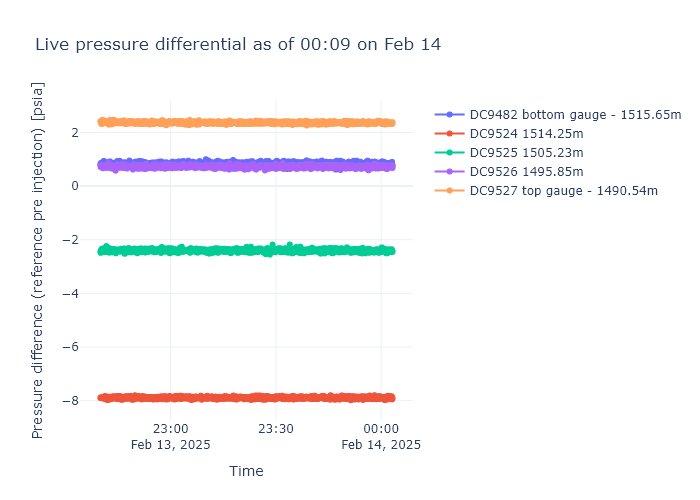 Live pressure differential as of 00:09 on Feb 14
Pressure difference (reference pre injection) [psia]
2
0
−2
−4
−6
−8
23:00
Feb 13, 2025
23:30
00:00
Feb 14, 2025
Time
DC9482 bottom gauge - 1515.65m
DC9524 1514.25m
DC9525 1505.23m
DC9526 1495.85m
DC9527 top gauge - 1490.54m